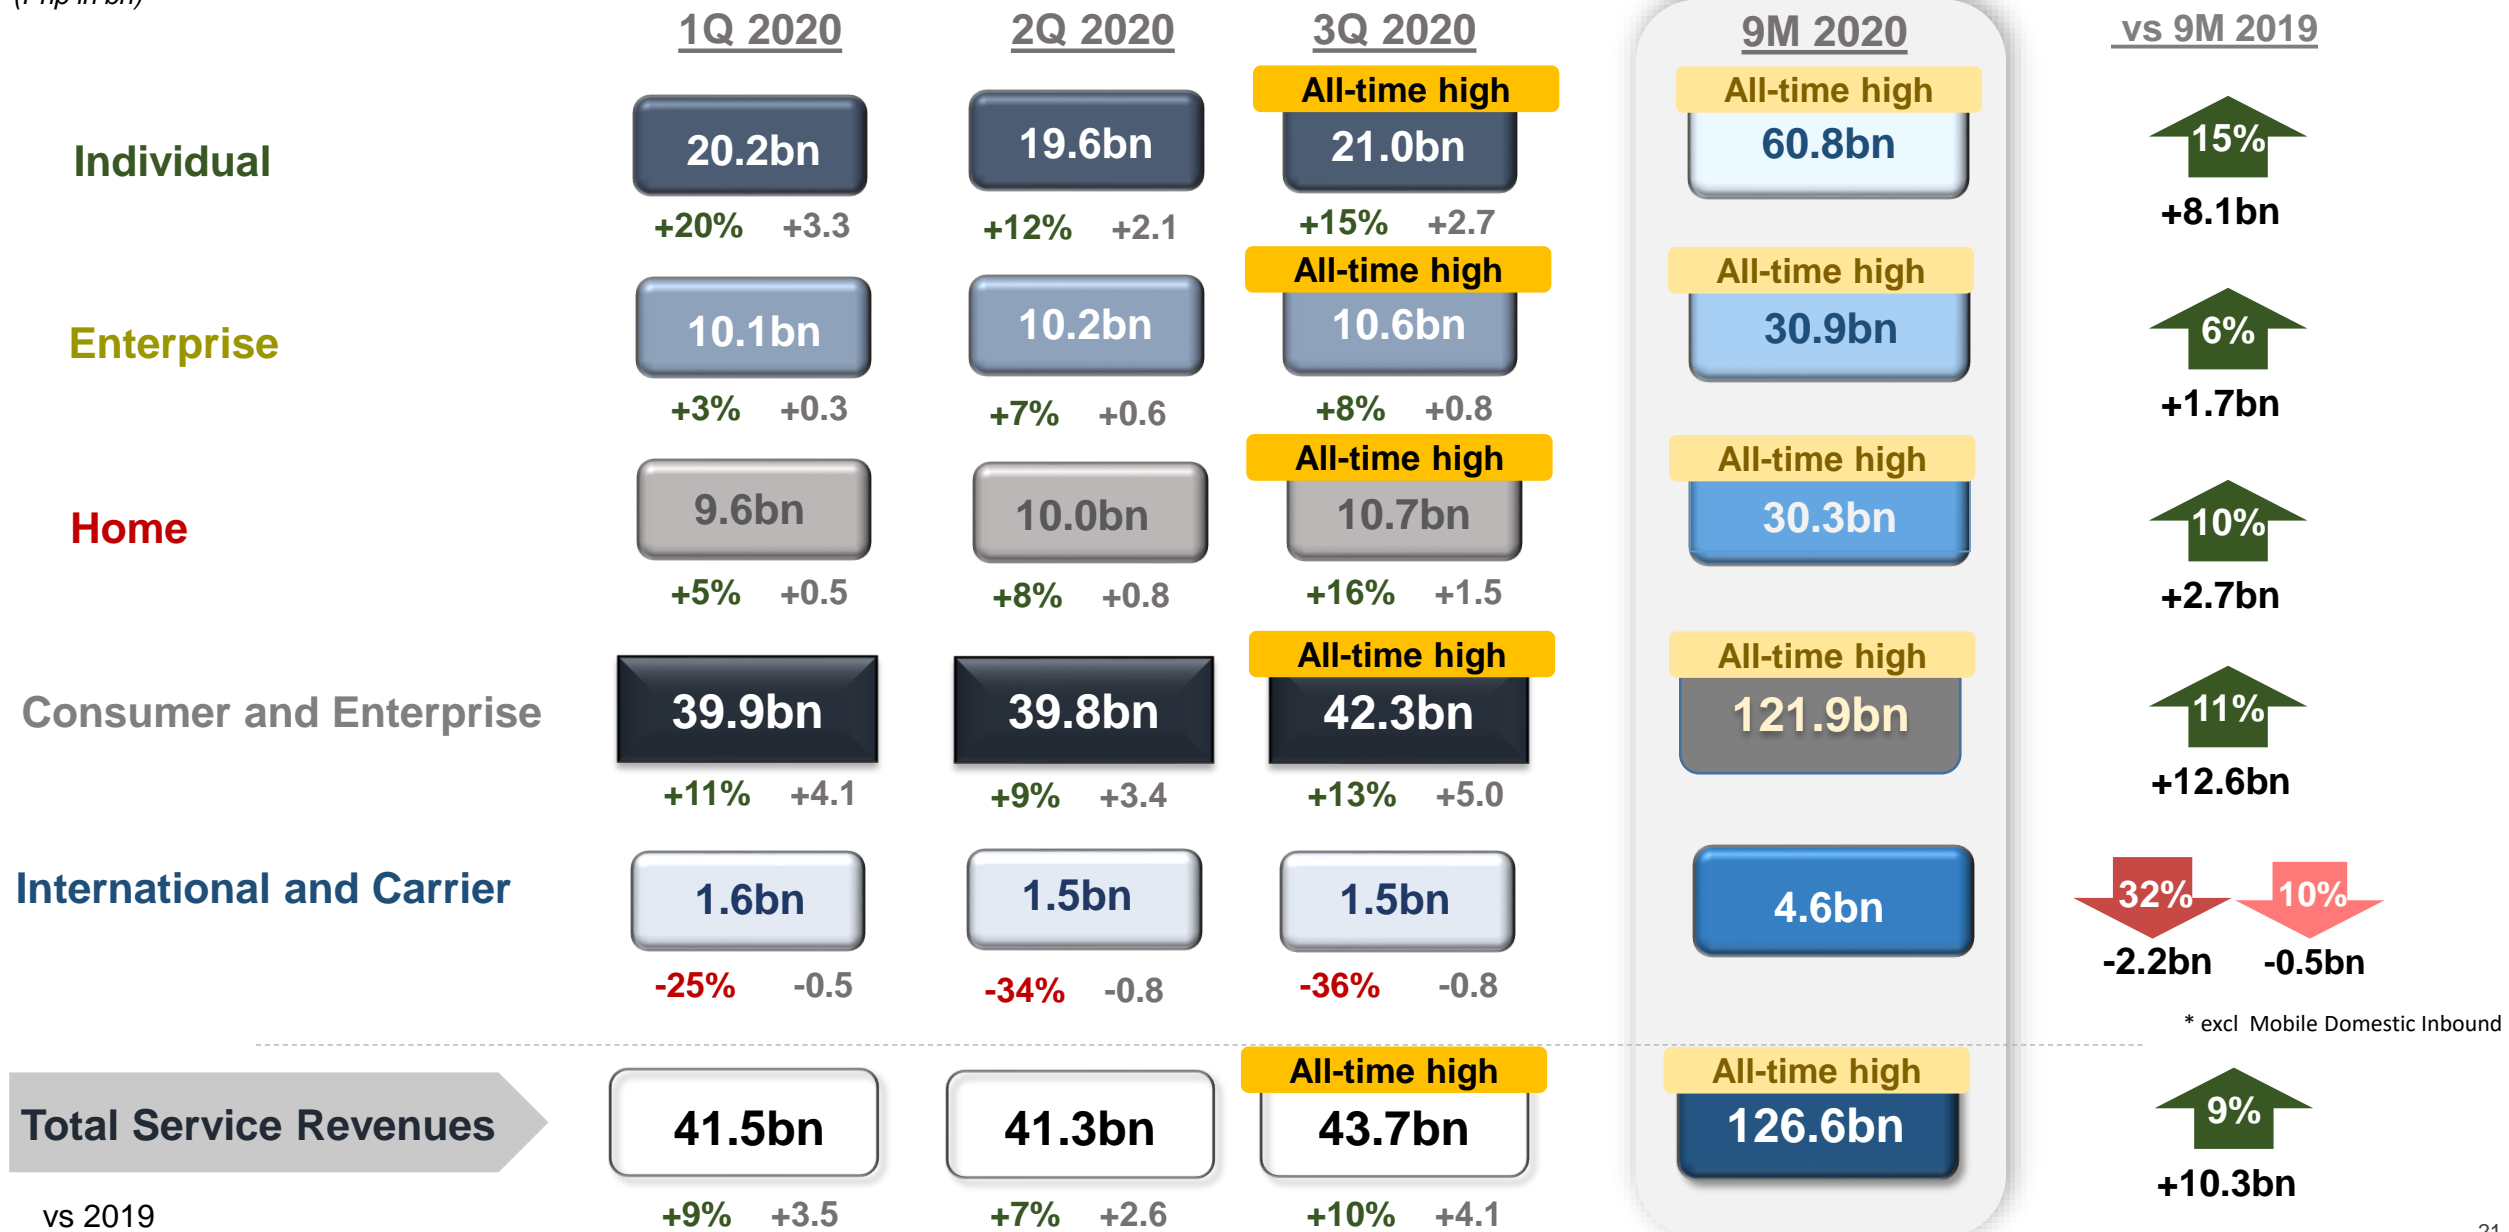 (Php in bn)
1Q 2020 2Q 2020 3Q 2020 9M 2020 vs 9M 2019
All-time high All-time high
Individual 20.2bn 19.6bn 21.0bn 60.8bn 15%
+20% +3.3 +12% +2.1 +15% +2.7 +8.1bn
All-time high All-time high
Enterprise 10.1bn 10.2bn 10.6bn 30.9bn 6%
+3% +0.3 +7% +0.6 +8% +0.8 +1.7bn
All-time high All-time high
Home 9.6bn 10.0bn 10.7bn 30.3bn 10%
+5% +0.5 +8% +0.8 +16% +1.5 +2.7bn
All-time high All-time high
Consumer and Enterprise 39.9bn 39.8bn 42.3bn 121.9bn 11%
+11% +4.1 +9% +3.4 +13% +5.0 +12.6bn
International and Carrier 1.6bn 1.5bn 1.5bn 4.6bn 32% 10%
-25% -0.5 -34% -0.8 -36% -0.8 -2.2bn -0.5bn
* excl Mobile Domestic Inbound
All-time high All-time high
Total Service Revenues 41.5bn 41.3bn 43.7bn 126.6bn 9%
vs 2019 +9% +3.5 +7% +2.6 +10% +4.1 +10.3bn
21